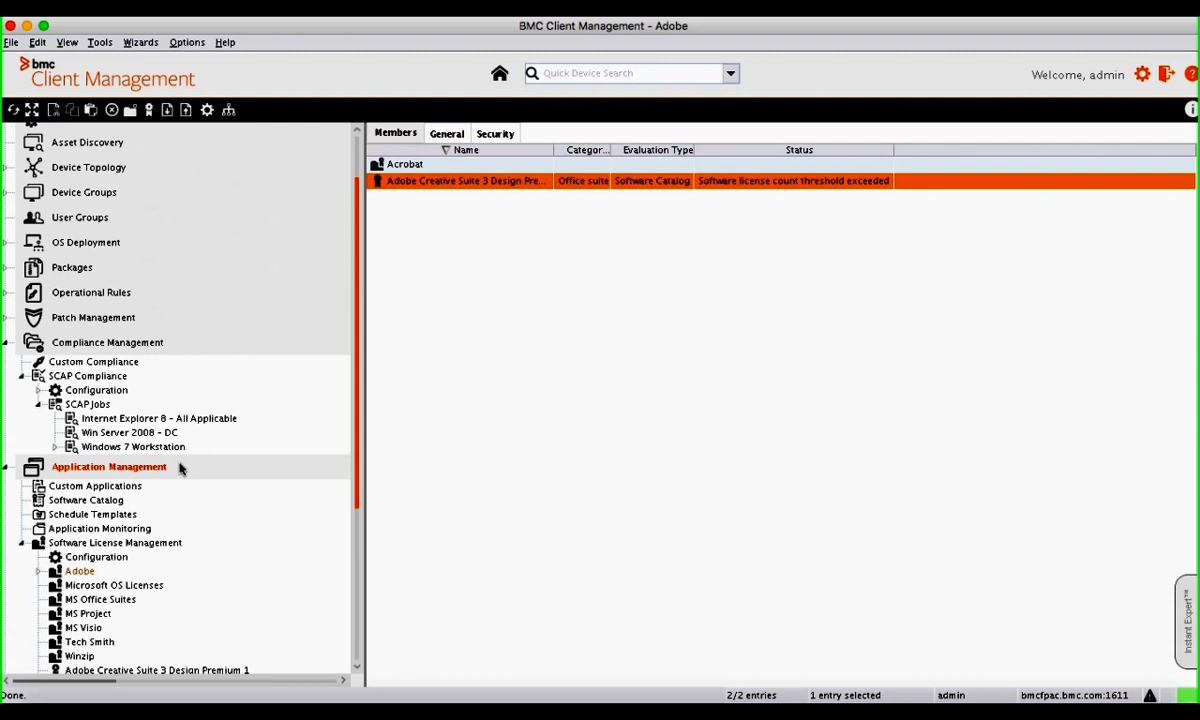 BMC Client Management - Adobe
File Edit View Tools Wizards Options Help
bmc
Client Management
Quick Device Search
Welcome, admin
Asset Discovery
Device Topology
Device Groups
User Groups
OS Deployment
Packages
Operational Rules
Patch Management
Compliance Management
Custom Compliance
SCAP Compliance
Configuration
SCAP Jobs
Internet Explorer 8 - All Applicable
Win Server 2008 - DC
Windows 7 Workstation
Application Management
Custom Applications
Software Catalog
Schedule Templates
Application Monitoring
Software License Management
Configuration
Adobe
Microsoft OS Licenses
MS Office Suites
MS Project
MS Visio
Tech Smith
Winzip
Adobe Creative Suite 3 Design Premium 1
Members General Security
Name Categor... Evaluation Type Status
Acrobat
Adobe Creative Suite 3 Design Pre... Office suite Software Catalog Software license count threshold exceeded
Instant Expert™
Done. 2/2 entries 1 entry selected admin bmcfpac.bmc.com:1611